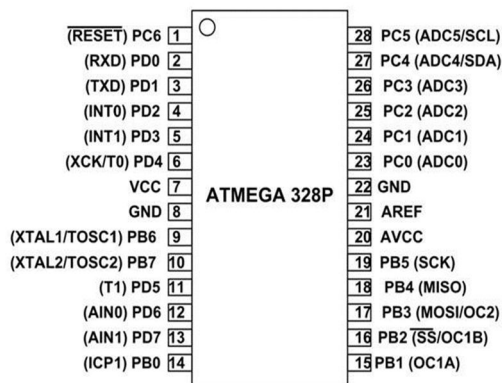 (RESET) PC6 1
(RXD) PD0 2
(TXD) PD1 3
(INT0) PD2 4
(INT1) PD3 5
(XCK/T0) PD4 6
VCC 7
GND 8
(XTAL1/TOSC1) PB6 9
(XTAL2/TOSC2) PB7 10
(T1) PD5 11
(AIN0) PD6 12
(AIN1) PD7 13
(ICP1) PB0 14
ATMEGA 328P
28 PC5 (ADC5/SCL)
27 PC4 (ADC4/SDA)
26 PC3 (ADC3)
25 PC2 (ADC2)
24 PC1 (ADC1)
23 PC0 (ADC0)
22 GND
21 AREF
20 AVCC
19 PB5 (SCK)
18 PB4 (MISO)
17 PB3 (MOSI/OC2)
16 PB2 (SS/OC1B)
15 PB1 (OC1A)